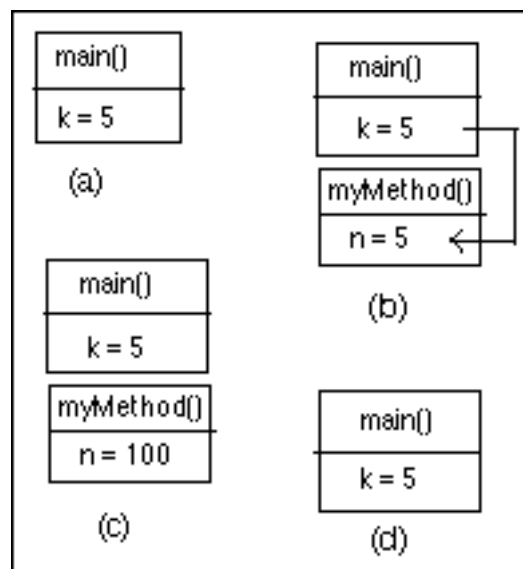 main()
k = 5
(a)
main()
k = 5
myMethod()
n = 5
(b)
main()
k = 5
myMethod()
n = 100
(c)
main()
k = 5
(d)